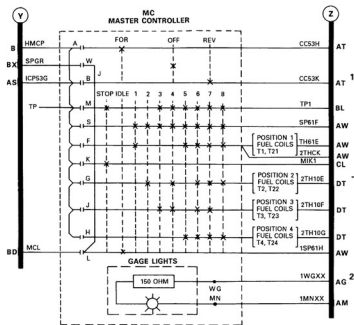 Y
MC
MASTER CONTROLLER
Z
FOR OFF REV
B HMCP A CC53H AT
BX SPGR W
J
AS ICP53G B CC53K AT 1
STOP IDLE 1 2 3 4 5 6 7 8
TP M TP1 BL
S SP61F AW
F POSITION 1 FUEL COILS T1, T21 TH61E AW
2THCK AW
K MIK1 CL
G POSITION 2 FUEL COILS T2, T22 2TH10E DT
J POSITION 3 FUEL COILS T3, T23 2TH10F DT
H POSITION 4 FUEL COILS T4, T24 2TH10G DT
BD MCL L 1SP61H AW
GAGE LIGHTS
150 OHM 1WGXX AG 2
WG
MN 1MNXX AM